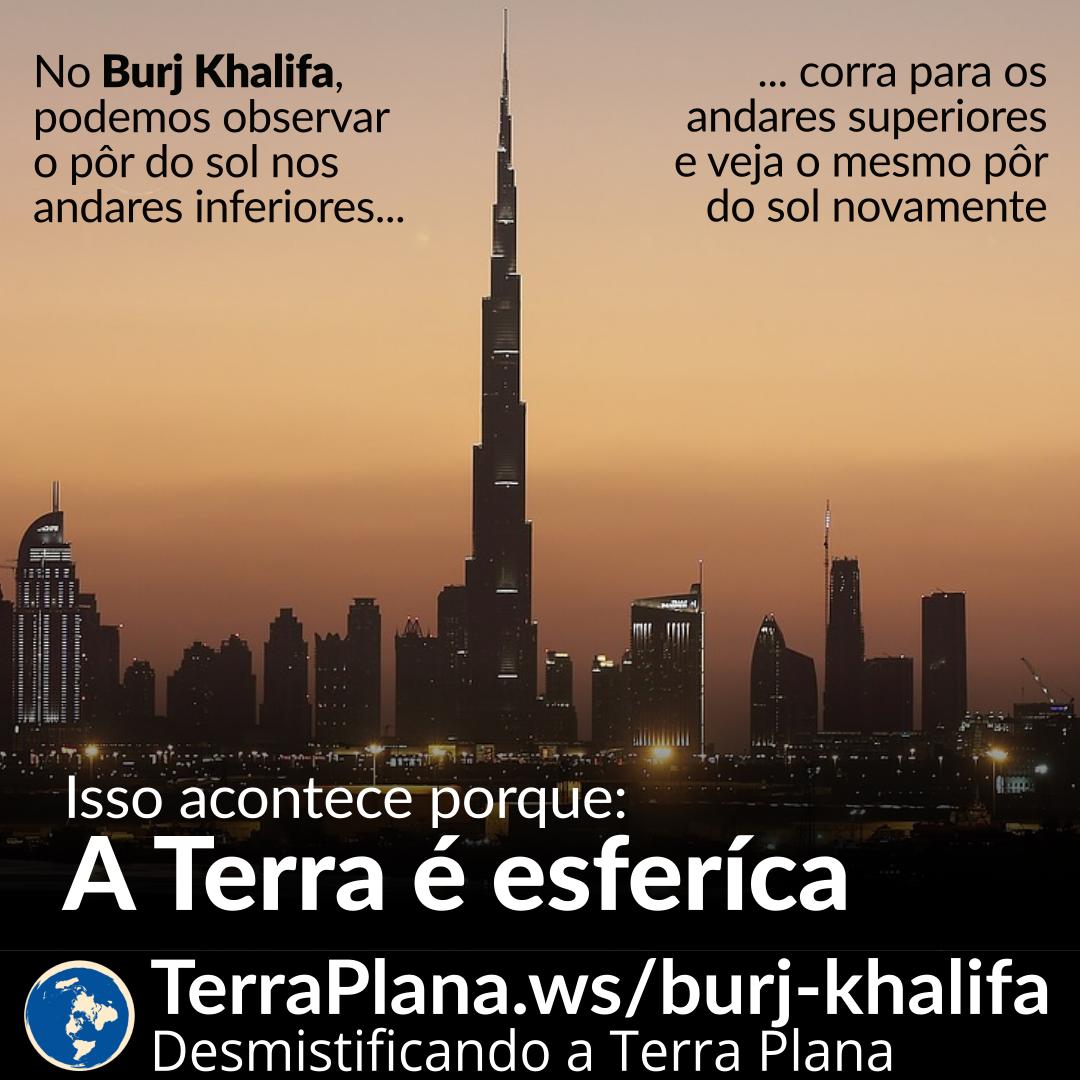 No Burj Khalifa,
podemos observar
o pôr do sol nos
andares inferiores...
... corra para os
andares superiores
e veja o mesmo pôr
do sol novamente
Isso acontece porque:
A Terra é esferíca
TerraPlana.ws/burj-khalifa
Desmistificando a Terra Plana